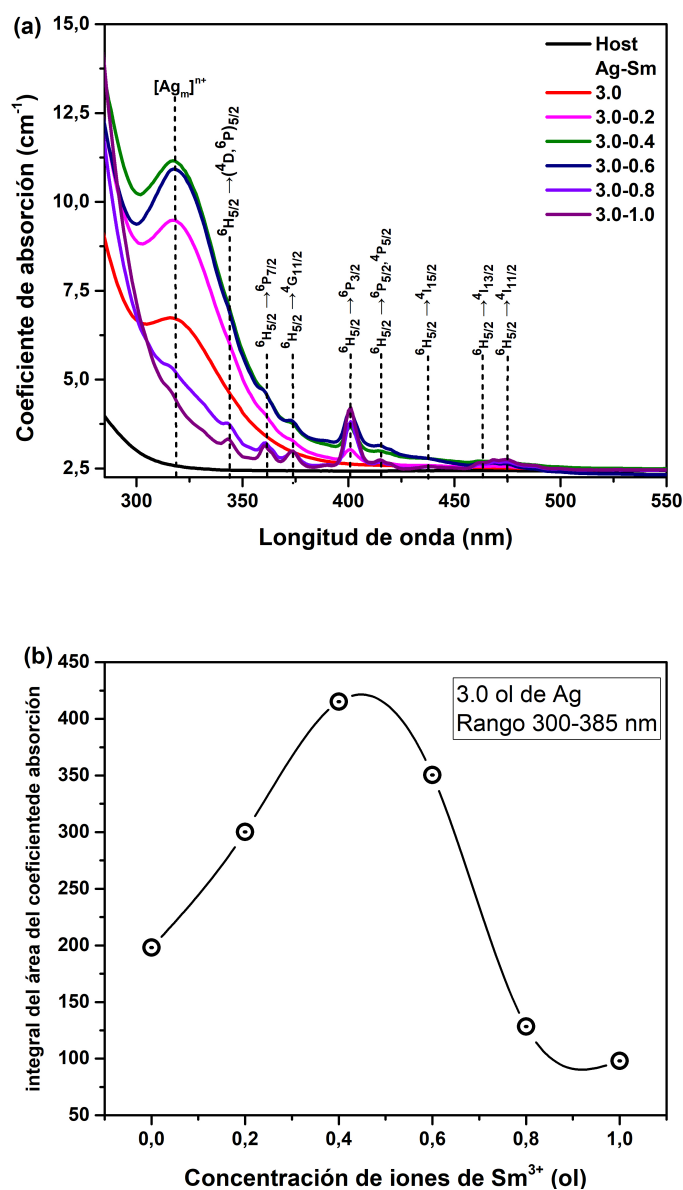 (a)
15,0
12,5
10,0
7,5
5,0
2,5
Coeficiente de absorción (cm⁻¹)
[Agₘ]ⁿ⁺
⁶H₅/₂→(⁴D,⁶P)₅/₂
⁶H₅/₂→⁶P₇/₂
⁶H₅/₂→⁴G₁₁/₂
⁶H₅/₂→⁶P₃/₂
⁶H₅/₂→⁶P₅/₂, ⁴P₅/₂
⁶H₅/₂→⁴I₁₅/₂
⁶H₅/₂→⁴I₁₃/₂
⁶H₅/₂→⁴I₁₁/₂
Host
Ag-Sm
3.0
3.0-0.2
3.0-0.4
3.0-0.6
3.0-0.8
3.0-1.0
300 350 400 450 500 550
Longitud de onda (nm)
(b)
450
400
350
300
250
200
150
100
50
integral del área del coeficientede absorción
3.0 ol de Ag
Rango 300-385 nm
0,0 0,2 0,4 0,6 0,8 1,0
Concentración de iones de Sm³⁺ (ol)